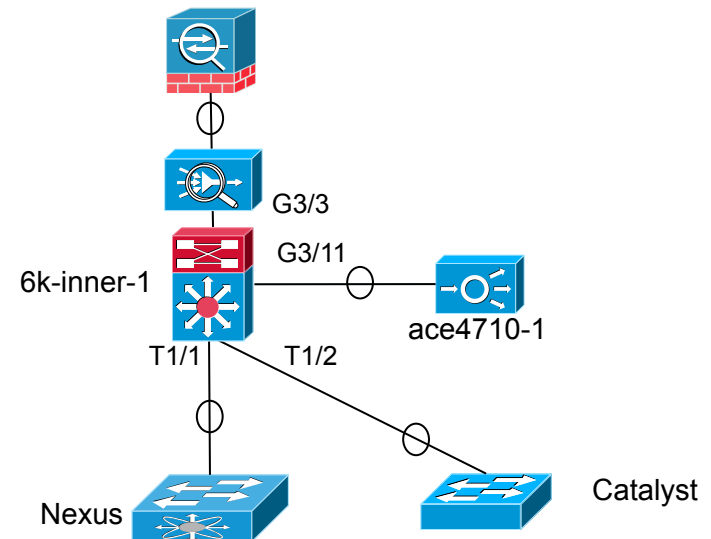 G3/3
G3/11
6k-inner-1
ace4710-1
T1/1
T1/2
Catalyst
Nexus